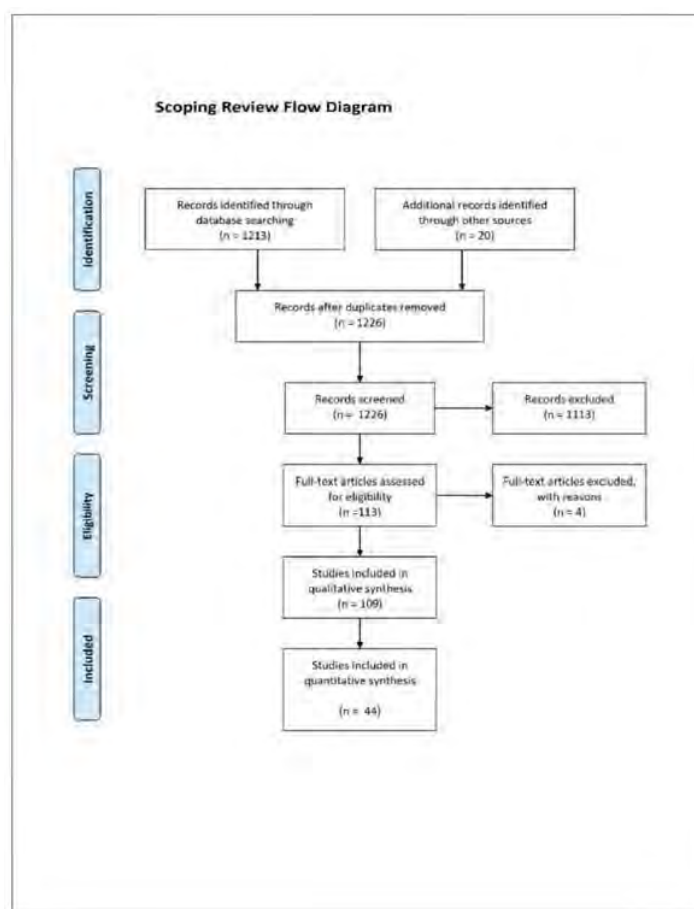 Scoping Review Flow Diagram
Identification
Records identified through
database searching
(n = 1213)
Additional records identified
through other sources
(n = 20)
Records after duplicates removed
(n = 1226)
Screening
Records screened
(n = 1226)
Records excluded
(n = 1113)
Eligibility
Full-text articles assessed
for eligibility
(n =113)
Full-text articles excluded,
with reasons
(n = 4)
Studies included in
qualitative synthesis
(n = 109)
Included
Studies included in
quantitative synthesis
(n = 44)